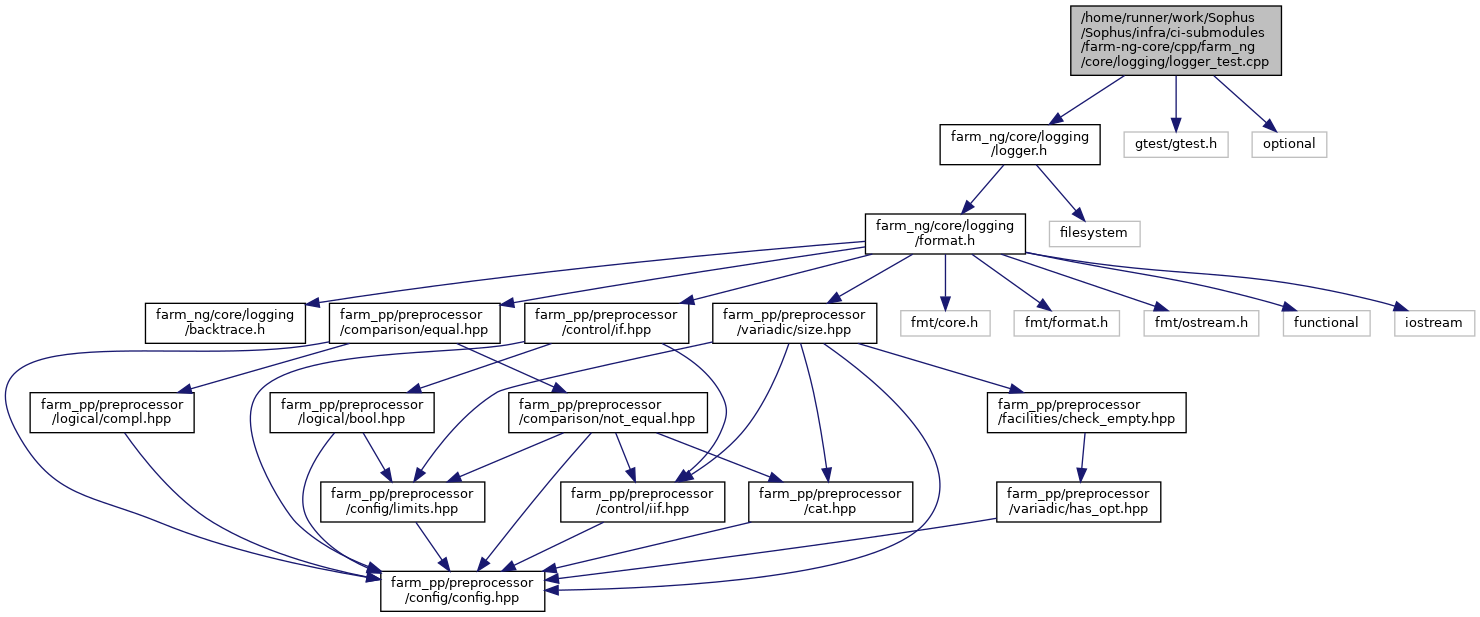 /home/runner/work/Sophus
/Sophus/infra/ci-submodules
/farm-ng-core/cpp/farm_ng
/core/logging/logger_test.cpp
farm_ng/core/logging
/logger.h
gtest/gtest.h
optional
farm_ng/core/logging
/format.h
filesystem
farm_ng/core/logging
/backtrace.h
farm_pp/preprocessor
/comparison/equal.hpp
farm_pp/preprocessor
/control/if.hpp
farm_pp/preprocessor
/variadic/size.hpp
fmt/core.h
fmt/format.h
fmt/ostream.h
functional
iostream
farm_pp/preprocessor
/logical/compl.hpp
farm_pp/preprocessor
/logical/bool.hpp
farm_pp/preprocessor
/comparison/not_equal.hpp
farm_pp/preprocessor
/facilities/check_empty.hpp
farm_pp/preprocessor
/config/limits.hpp
farm_pp/preprocessor
/control/iif.hpp
farm_pp/preprocessor
/cat.hpp
farm_pp/preprocessor
/variadic/has_opt.hpp
farm_pp/preprocessor
/config/config.hpp